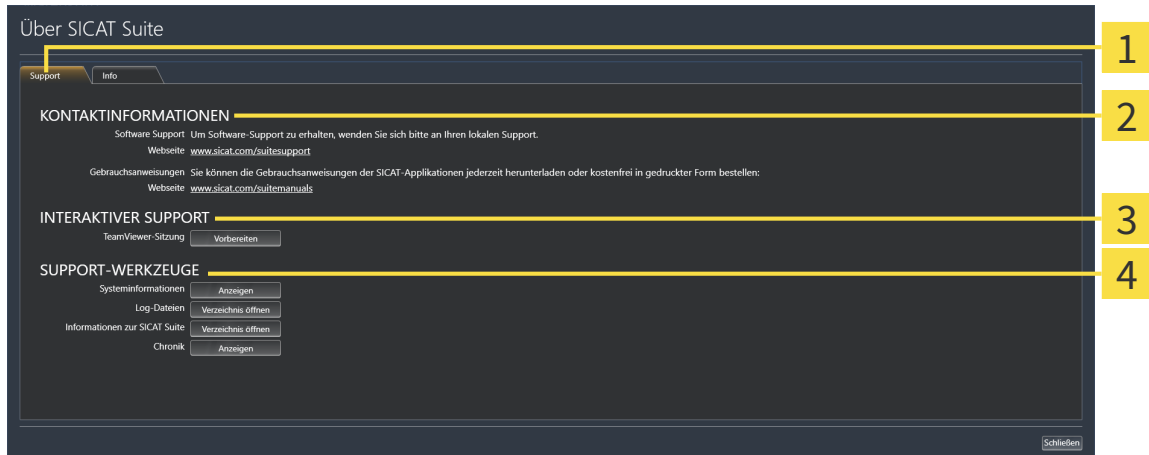 Über SICAT Suite
1
Support Info
KONTAKTINFORMATIONEN
2
Software Support Um Software-Support zu erhalten, wenden Sie sich bitte an Ihren lokalen Support.
Webseite www.sicat.com/suitesupport
Gebrauchsanweisungen Sie können die Gebrauchsanweisungen der SICAT-Applikationen jederzeit herunterladen oder kostenfrei in gedruckter Form bestellen:
Webseite www.sicat.com/suitemanuals
INTERAKTIVER SUPPORT
3
TeamViewer-Sitzung Vorbereiten
SUPPORT-WERKZEUGE
4
Systeminformationen Anzeigen
Log-Dateien Verzeichnis öffnen
Informationen zur SICAT Suite Verzeichnis öffnen
Chronik Anzeigen
Schließen